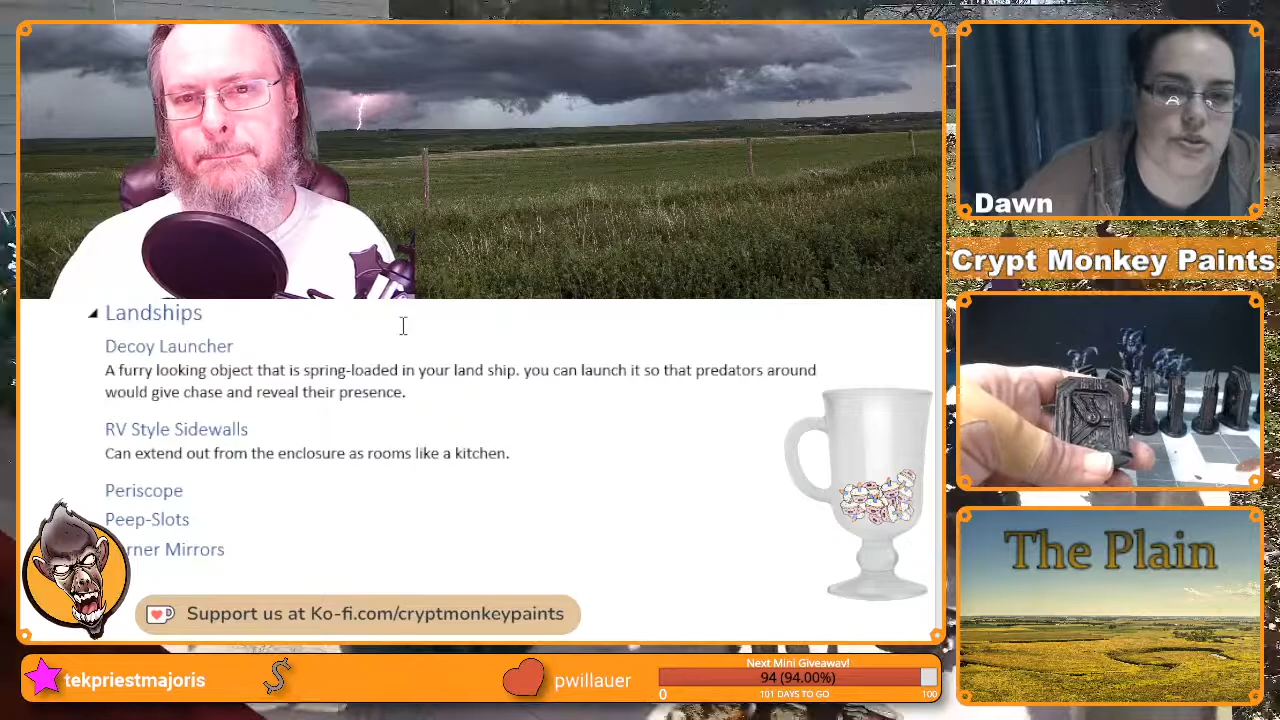 Landships
Decoy Launcher
A furry looking object that is spring-loaded in your land ship. you can launch it so that predators around
would give chase and reveal their presence.
RV Style Sidewalls
Can extend out from the enclosure as rooms like a kitchen.
Periscope
Peep-Slots
rner Mirrors
Support us at Ko-fi.com/cryptmonkeypaints
tekpriestmajoris
$
pwillauer
Next Mini Giveaway!
94 (94.00%)
0
101 DAYS TO GO
100
Dawn
Crypt Monkey Paints
The Plain